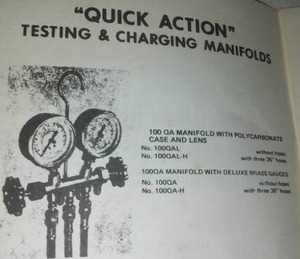 "QUICK ACTION"
TESTING & CHARGING MANIFOLDS
100 QA MANIFOLD WITH POLYCARBONATE
CASE AND LENS
No. 100QAL without hoses
No. 100QAL-H with three 36" hoses
100QA MANIFOLD WITH DELUXE BRASS GAUGES
No. 100QA without hoses
No. 100QA-H with three 36" hoses